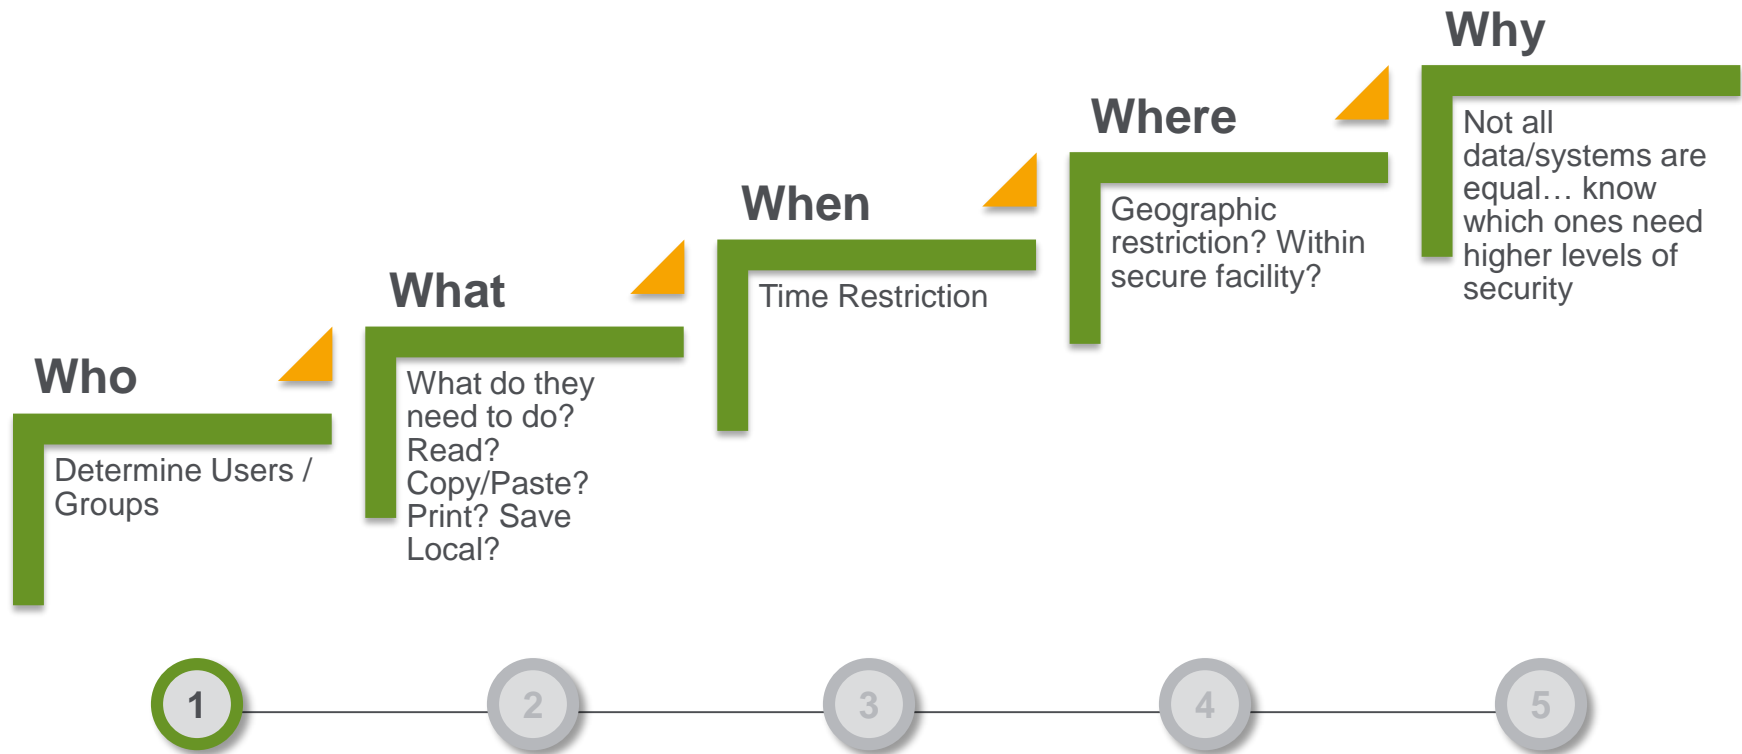 Who
Determine Users /
Groups
What
What do they
need to do?
Read?
Copy/Paste?
Print? Save
Local?
When
Time Restriction
Where
Geographic
restriction? Within
secure facility?
Why
Not all
data/systems are
equal… know
which ones need
higher levels of
security
1
2
3
4
5